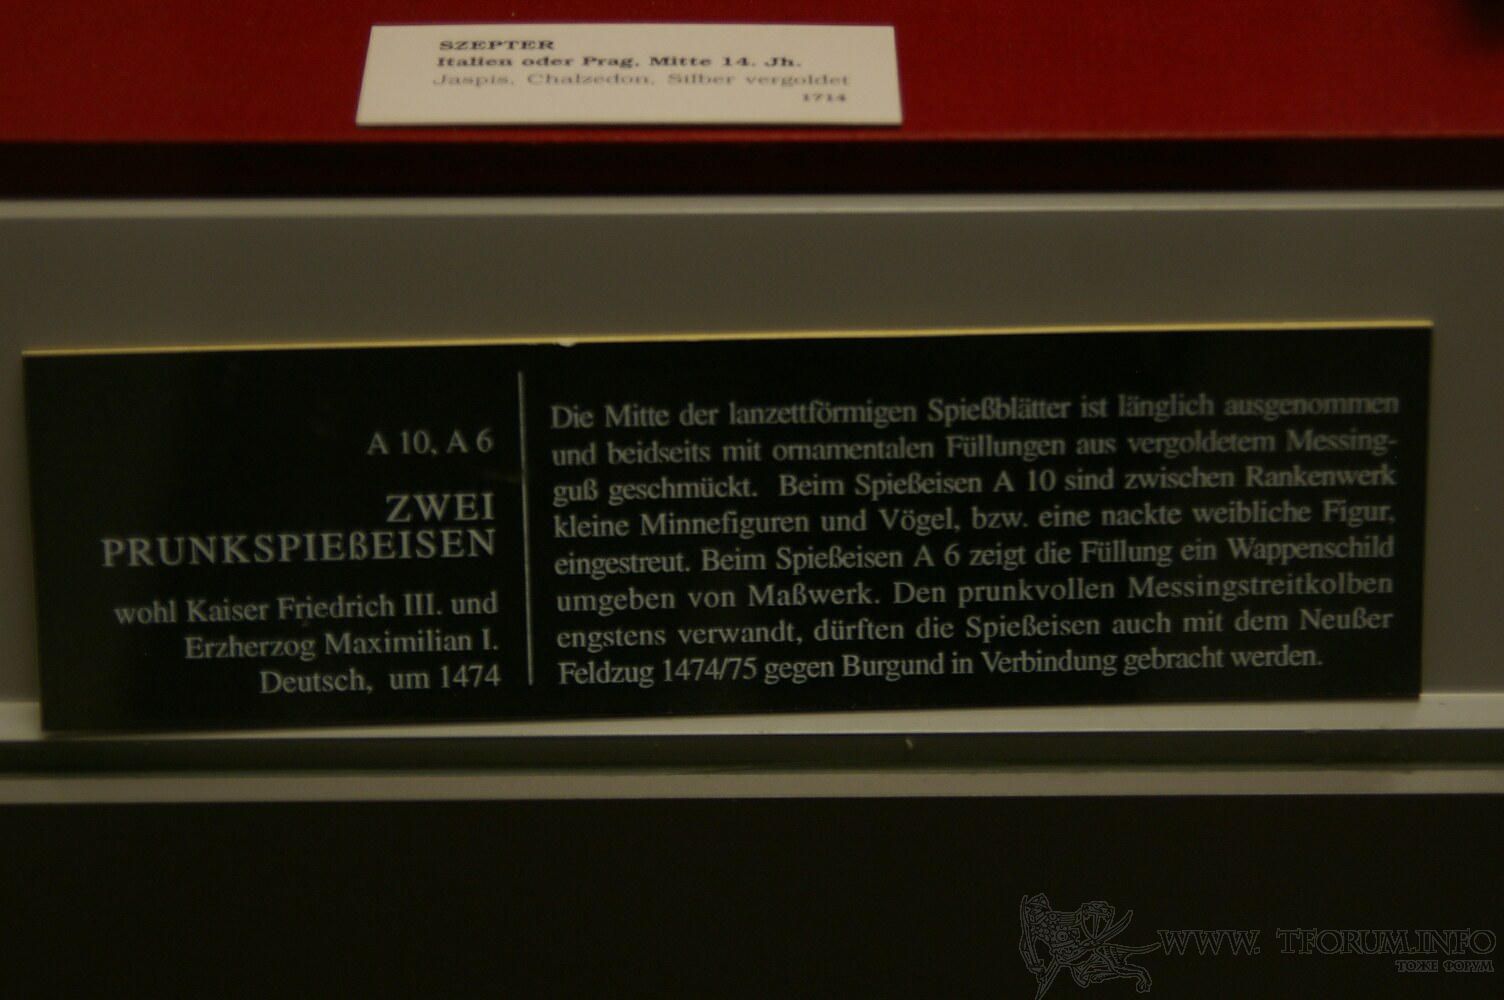 SZEPTER
Italien oder Prag, Mitte 14. Jh.
Jaspis, Chalzedon, Silber vergoldet
1714
A 10, A 6
ZWEI
PRUNKSPIEßEISEN
wohl Kaiser Friedrich III. und
Erzherzog Maximilian I.
Deutsch, um 1474
Die Mitte der lanzettförmigen Spießblätter ist länglich ausgenommen
und beidseits mit ornamentalen Füllungen aus vergoldetem Messing-
guß geschmückt. Beim Spießeisen A 10 sind zwischen Rankenwerk
kleine Minnefiguren und Vögel, bzw. eine nackte weibliche Figur,
eingestreut. Beim Spießeisen A 6 zeigt die Füllung ein Wappenschild
umgeben von Maßwerk. Den prunkvollen Messingstreitkolben
engstens verwandt, dürften die Spießeisen auch mit dem Neußer
Feldzug 1474/75 gegen Burgund in Verbindung gebracht werden.
WWW. TFORUM.INFO
ТОЖЕ ФОРУМ